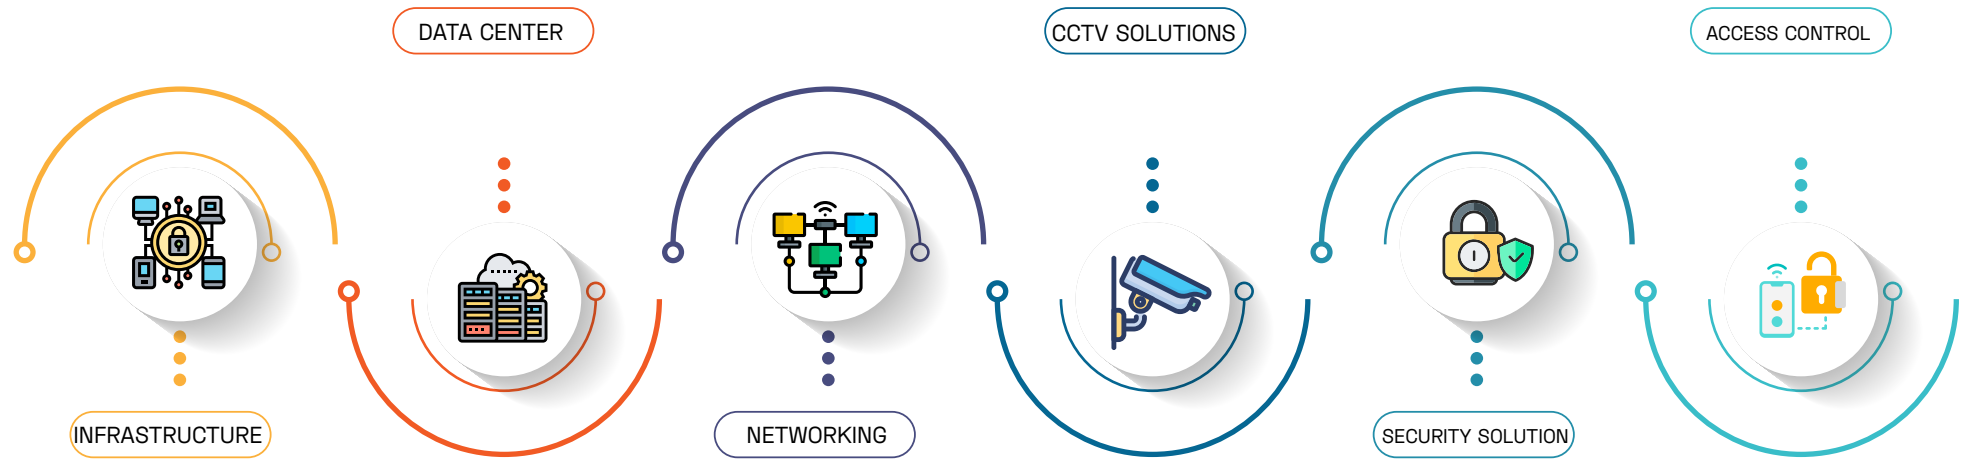 DATA CENTER
CCTV SOLUTIONS
ACCESS CONTROL
INFRASTRUCTURE
NETWORKING
SECURITY SOLUTION